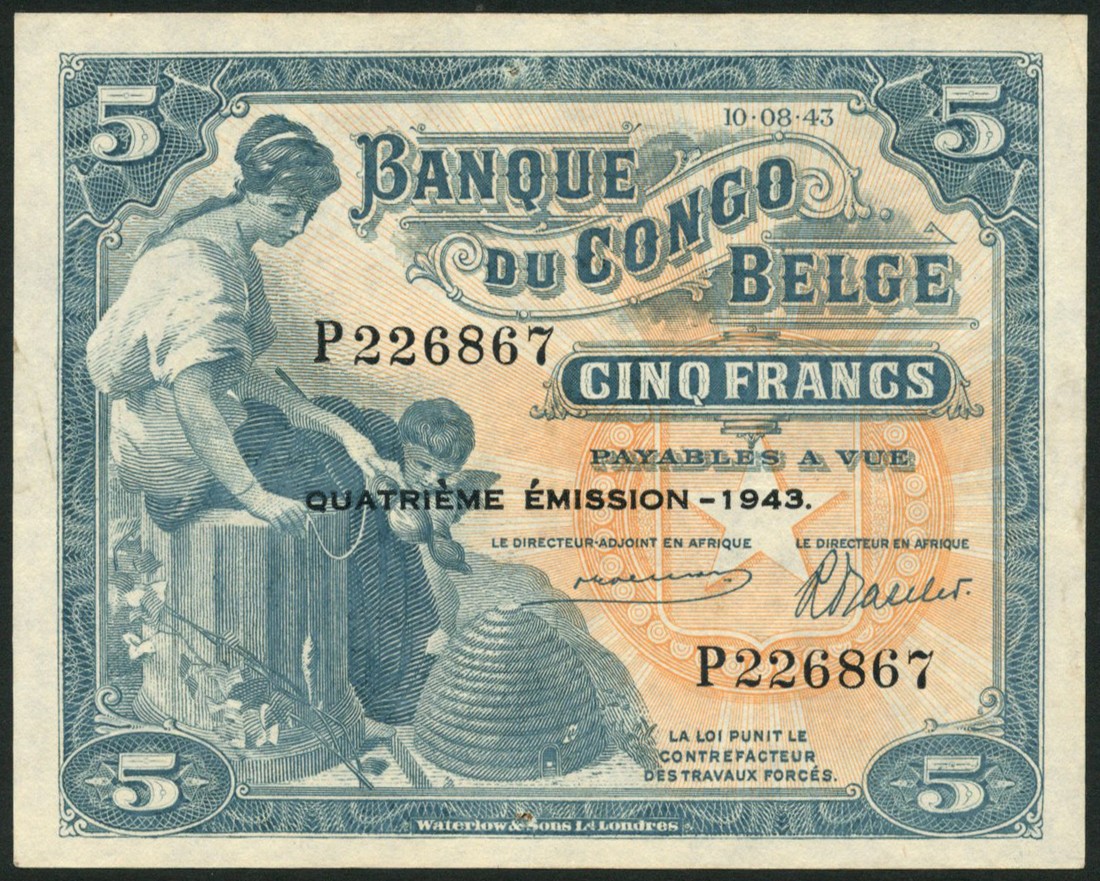 5
5
10·08·43
BANQUE
DU CONGO
BELGE
P226867
CINQ FRANCS
PAYABLES A VUE
QUATRIÈME ÉMISSION – 1943.
LE DIRECTEUR-ADJOINT EN AFRIQUE
LE DIRECTEUR EN AFRIQUE
P226867
LA LOI PUNIT LE
CONTREFACTEUR
DES TRAVAUX FORCÉS.
5
5
Waterlow & Sons Ld Londres